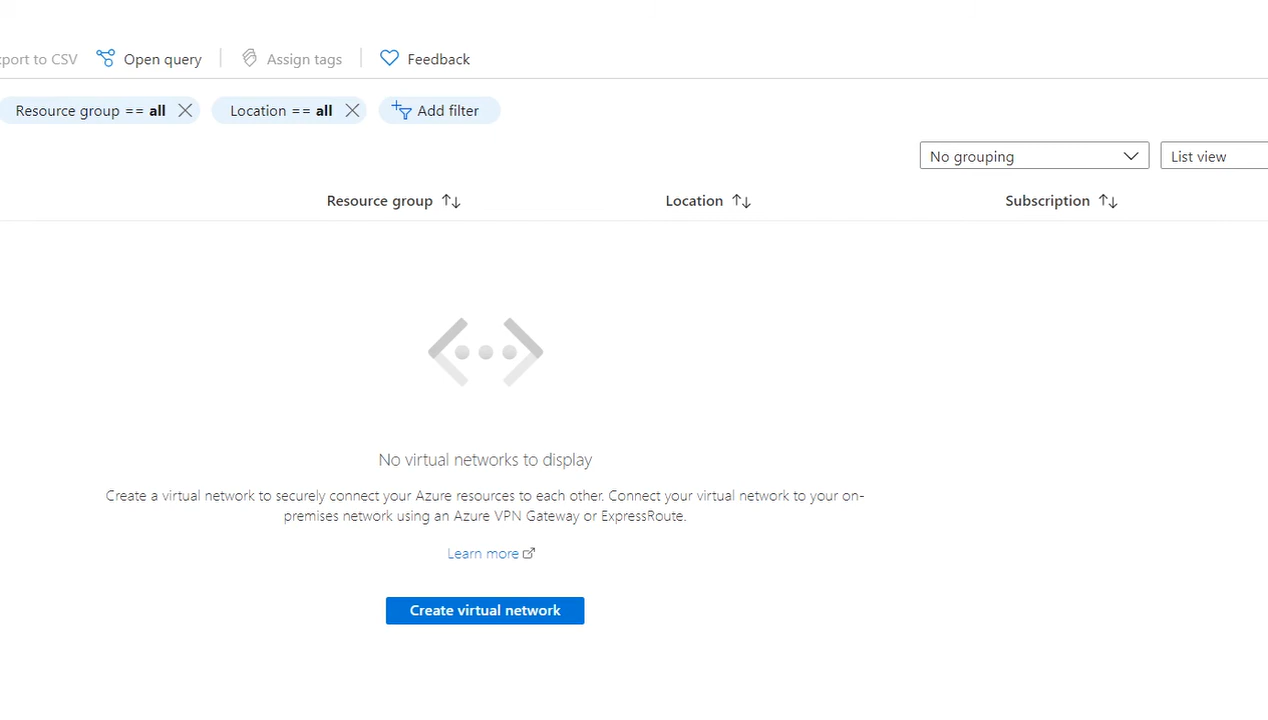 port to CSV Open query Assign tags Feedback
Resource group == all Location == all Add filter
No grouping List view
Resource group Location Subscription
No virtual networks to display
Create a virtual network to securely connect your Azure resources to each other. Connect your virtual network to your on-
premises network using an Azure VPN Gateway or ExpressRoute.
Learn more
Create virtual network